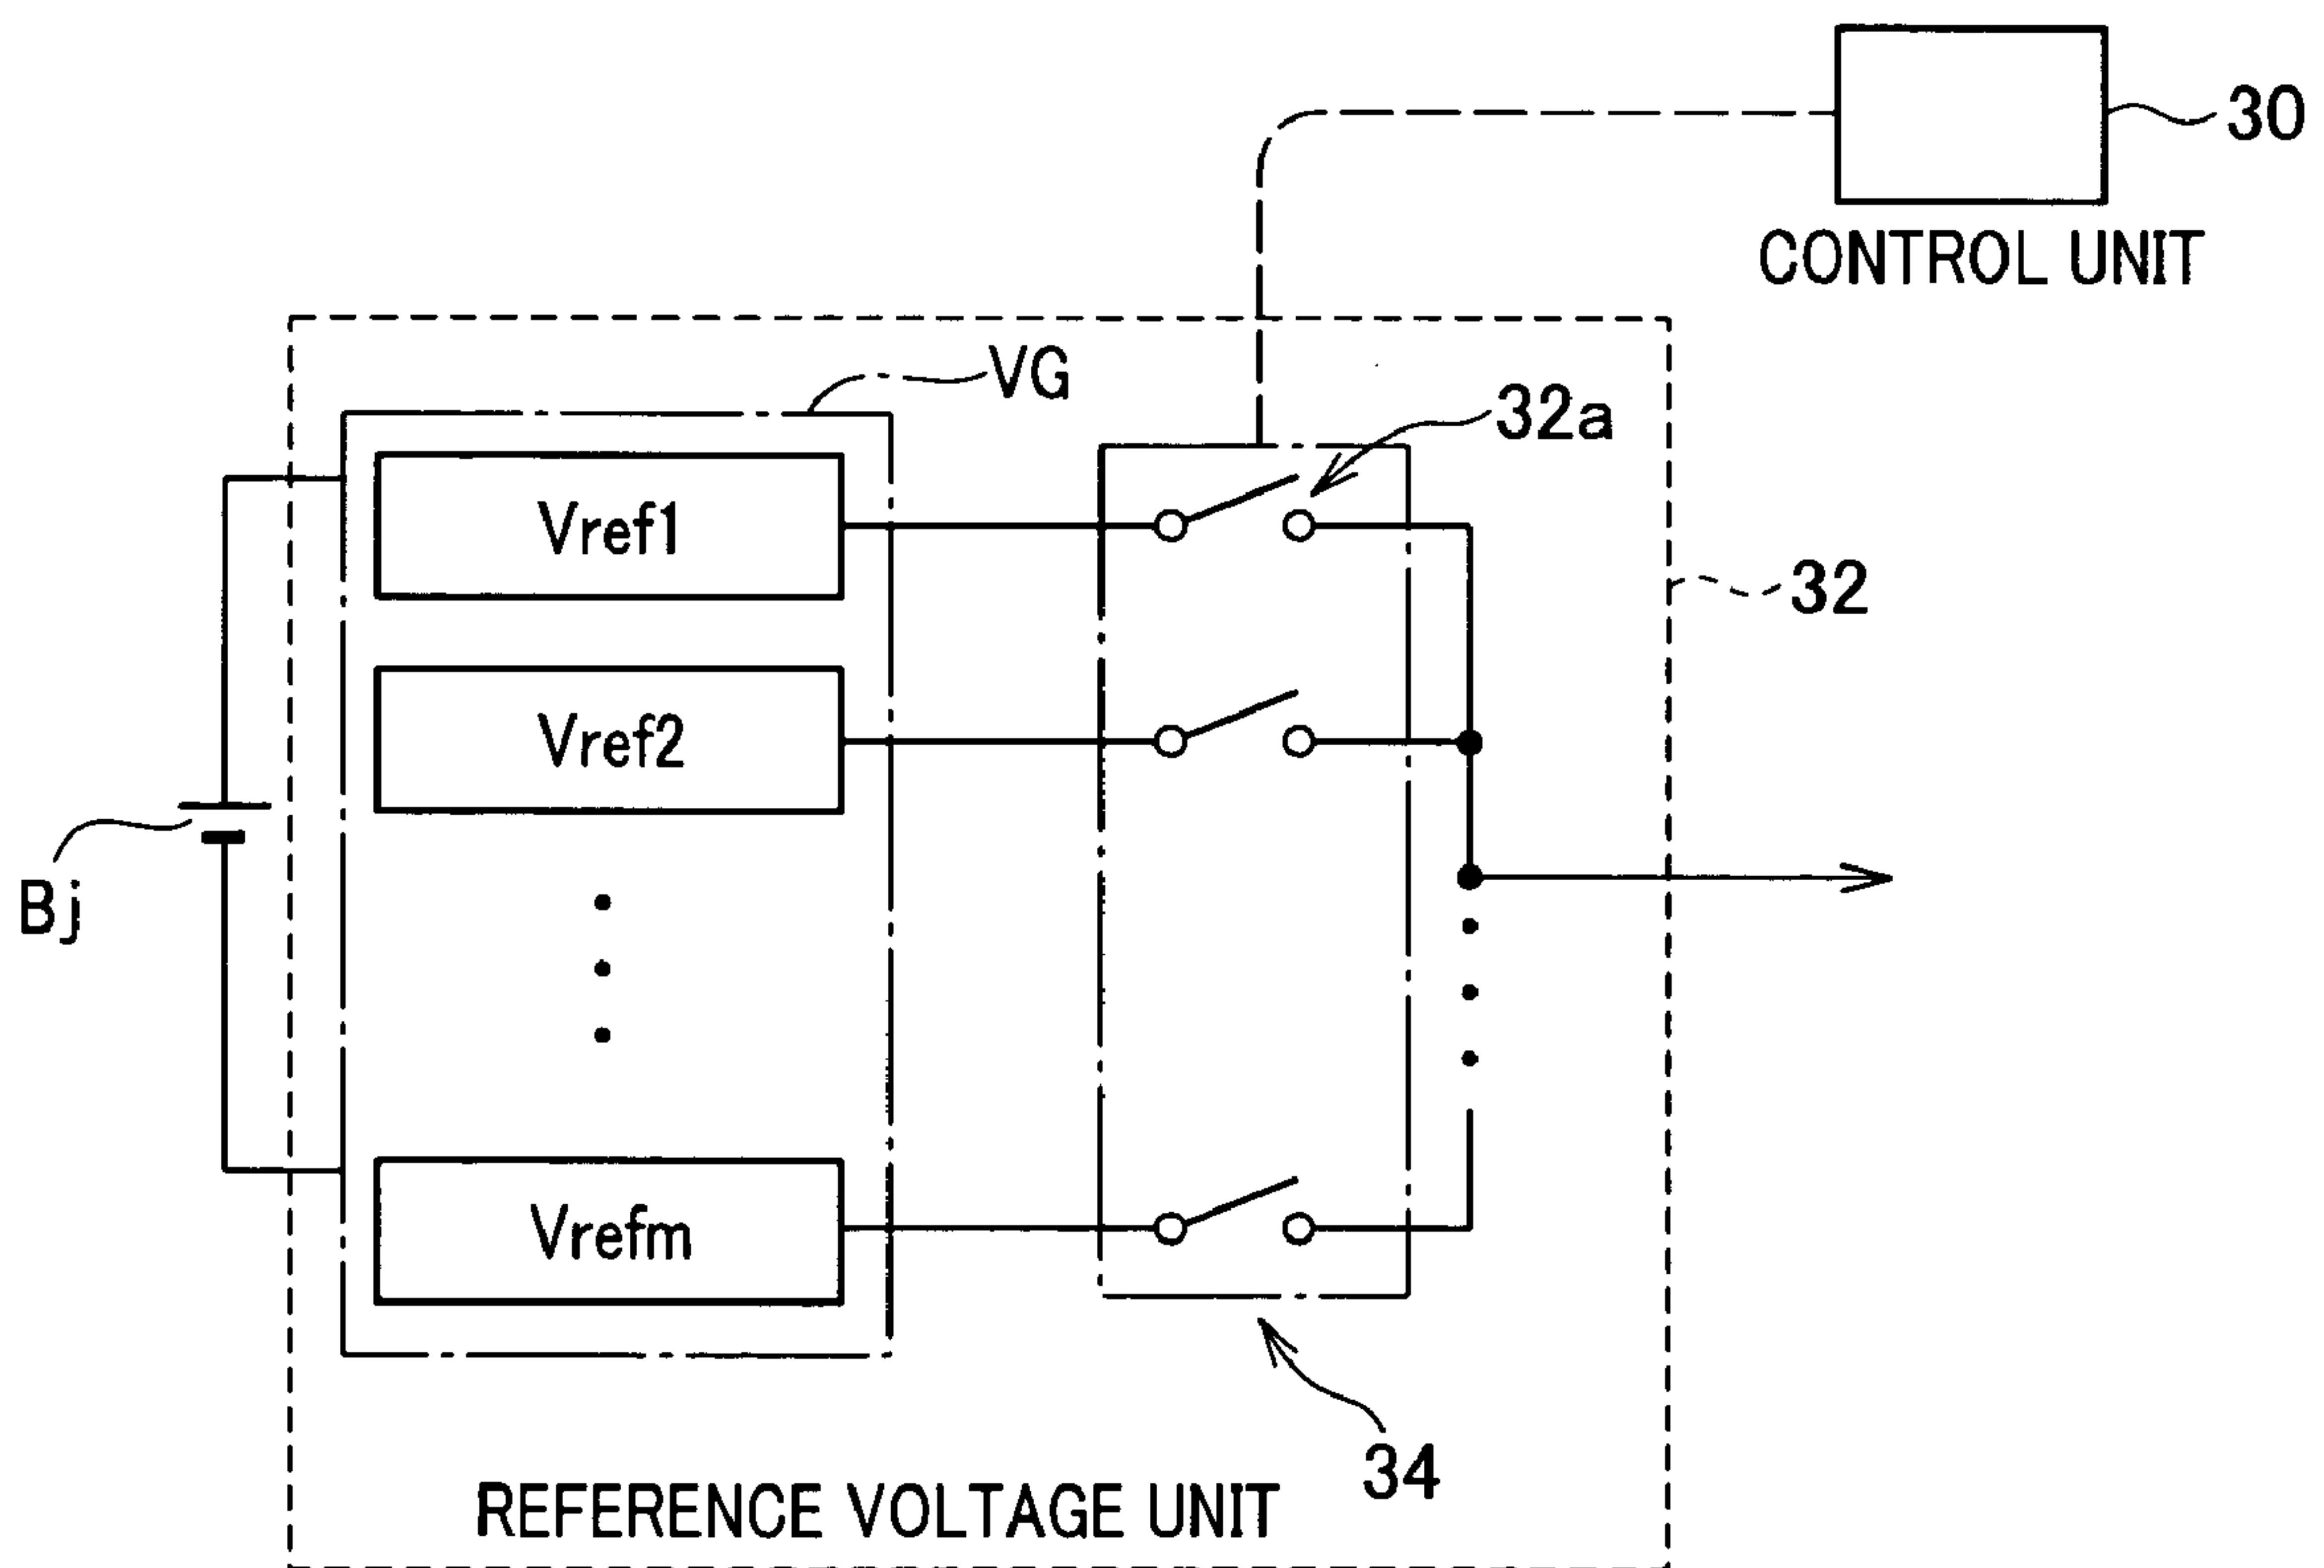 30
CONTROL UNIT
VG
32a
Vref1
32
Vref2
Bj
Vrefm
34
REFERENCE VOLTAGE UNIT